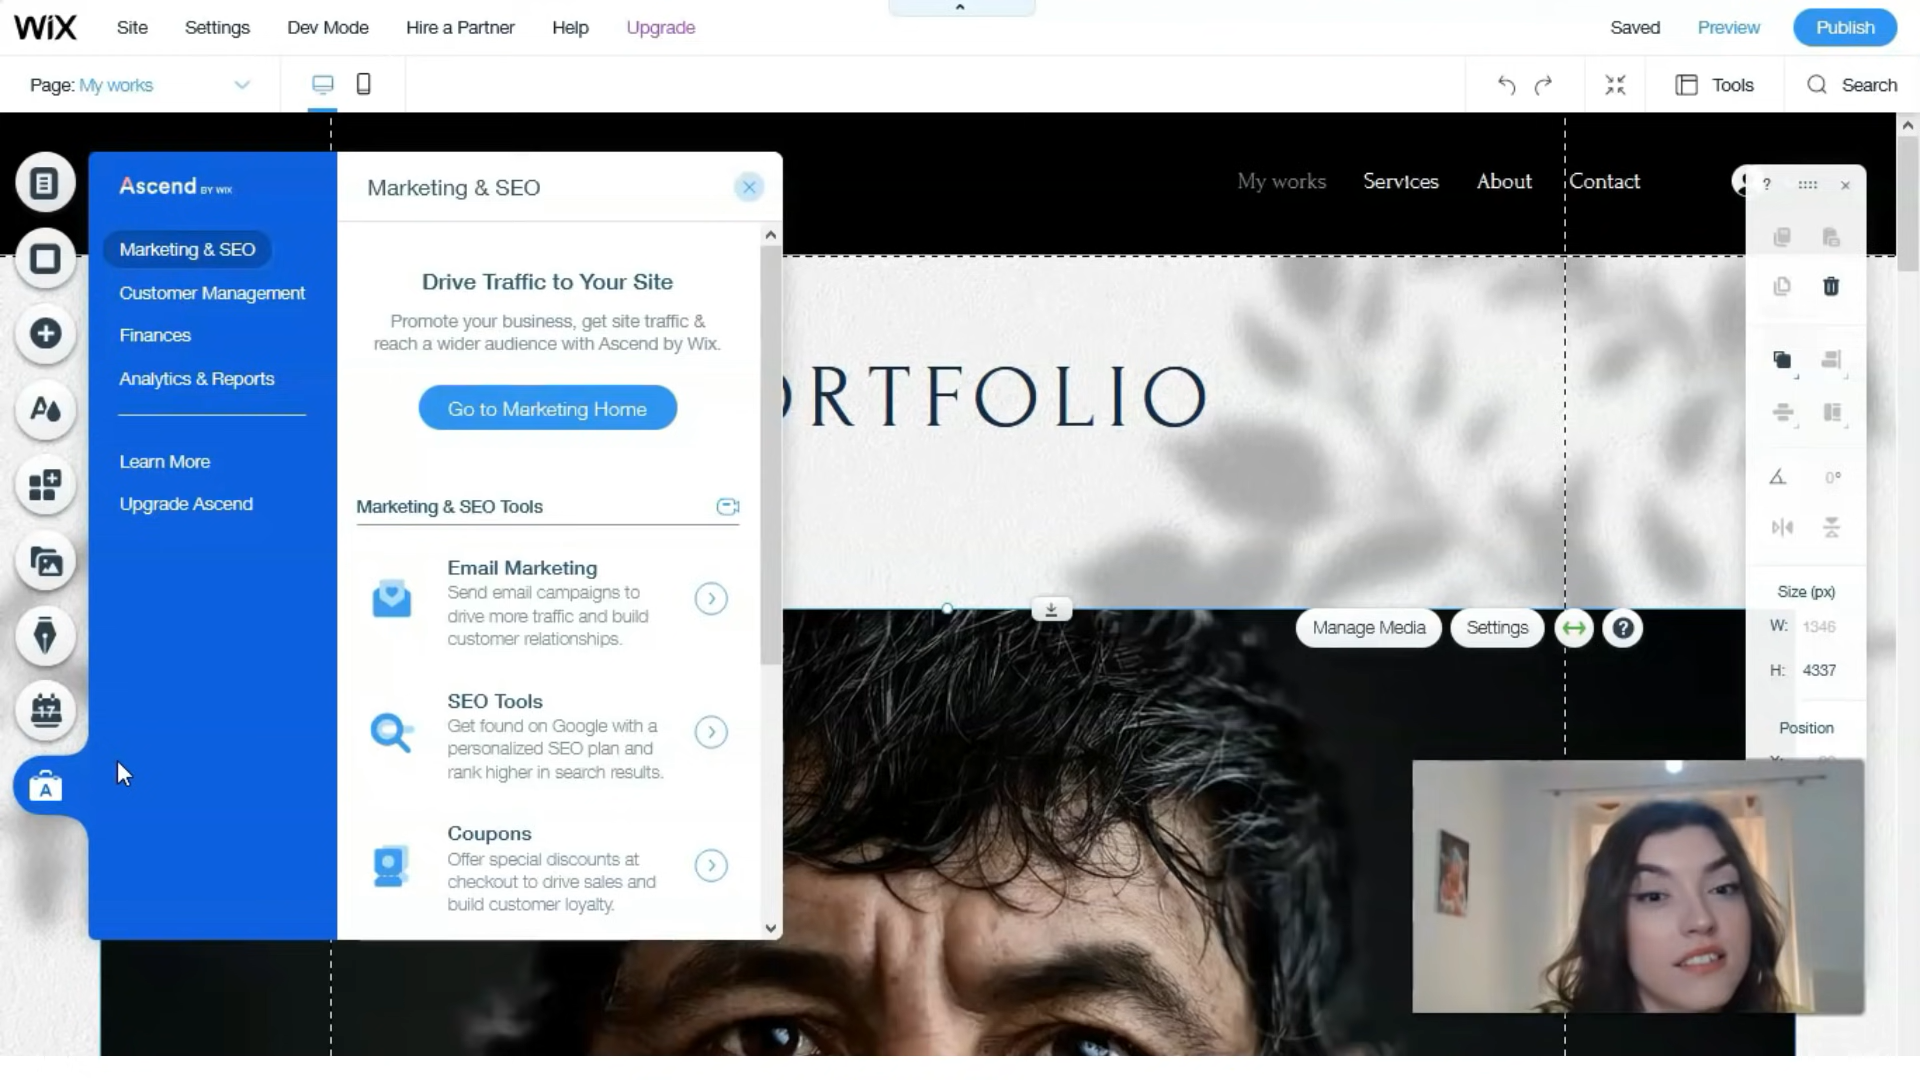 WiX
Site
Settings
Dev Mode
Hire a Partner
Help
Upgrade
Saved
Preview
Publish
Page: My works
Tools
Search
Ascend BY WIX
Marketing & SEO
Customer Management
Finances
Analytics & Reports
Learn More
Upgrade Ascend
Marketing & SEO
Drive Traffic to Your Site
Promote your business, get site traffic &
reach a wider audience with Ascend by Wix.
Go to Marketing Home
Marketing & SEO Tools
Email Marketing
Send email campaigns to
drive more traffic and build
customer relationships.
SEO Tools
Get found on Google with a
personalized SEO plan and
rank higher in search results.
Coupons
Offer special discounts at
checkout to drive sales and
build customer loyalty.
17
A
My works
Services
About
Contact
ORTFOLIO
Manage Media
Settings
?
?
0°
Size (px)
W: 1346
H: 4337
Position